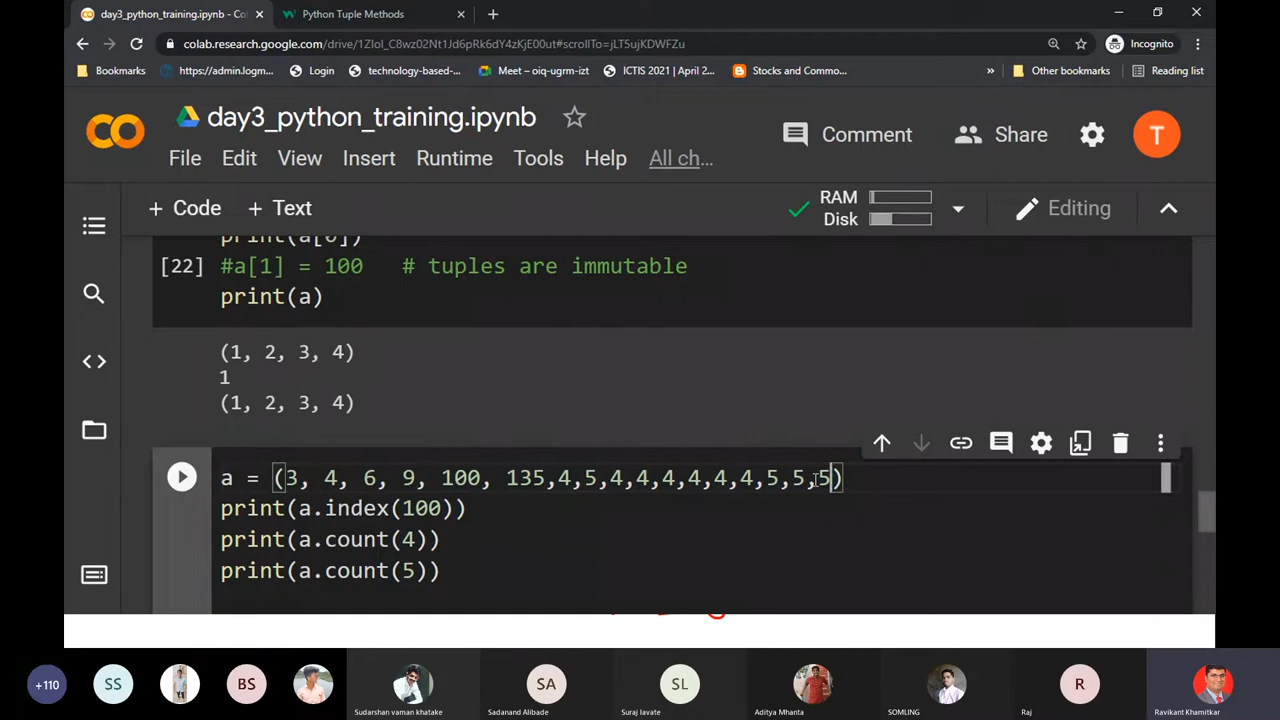 day3_python_training.ipynb - Co
Python Tuple Methods
colab.research.google.com/drive/1ZIoI_C8wz02Nt1Jd6pRk6dY4zKjE00ut#scrollTo=jLT5ujKDWFZu
Incognito
Bookmarks
https://admin.logm...
Login
technology-based-...
Meet – oiq-ugrm-izt
ICTIS 2021 | April 2...
Stocks and Commo...
»
Other bookmarks
Reading list
CO
day3_python_training.ipynb
Comment
Share
T
File Edit View Insert Runtime Tools Help All ch...
+ Code + Text
RAM
Disk
Editing
print(a[0])
[22] #a[1] = 100 # tuples are immutable
print(a)
(1, 2, 3, 4)
1
(1, 2, 3, 4)
a = (3, 4, 6, 9, 100, 135,4,5,4,4,4,4,4,4,5,5,5)
print(a.index(100))
print(a.count(4))
print(a.count(5))
+110
SS
BS
SA
SL
R
Sudarshan vaman khatake
Sadanand Alibade
Suraj lavate
Aditya Mhanta
SOMLING
Raj
Ravikant Khamitkar